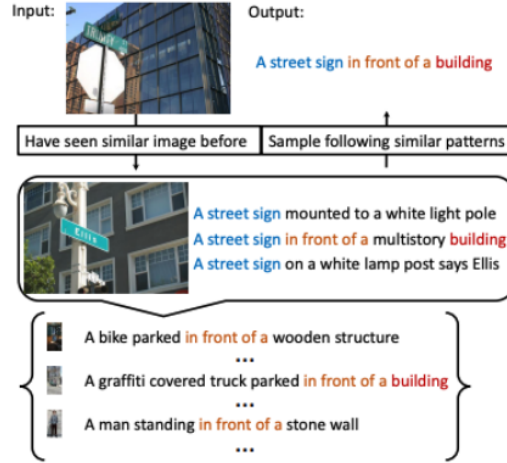 Input:
Output:
A street sign in front of a building
Have seen similar image before
Sample following similar patterns
Ellis
A street sign mounted to a white light pole
A street sign in front of a multistory building
A street sign on a white lamp post says Ellis
A bike parked in front of a wooden structure
...
A graffiti covered truck parked in front of a building
...
A man standing in front of a stone wall
...